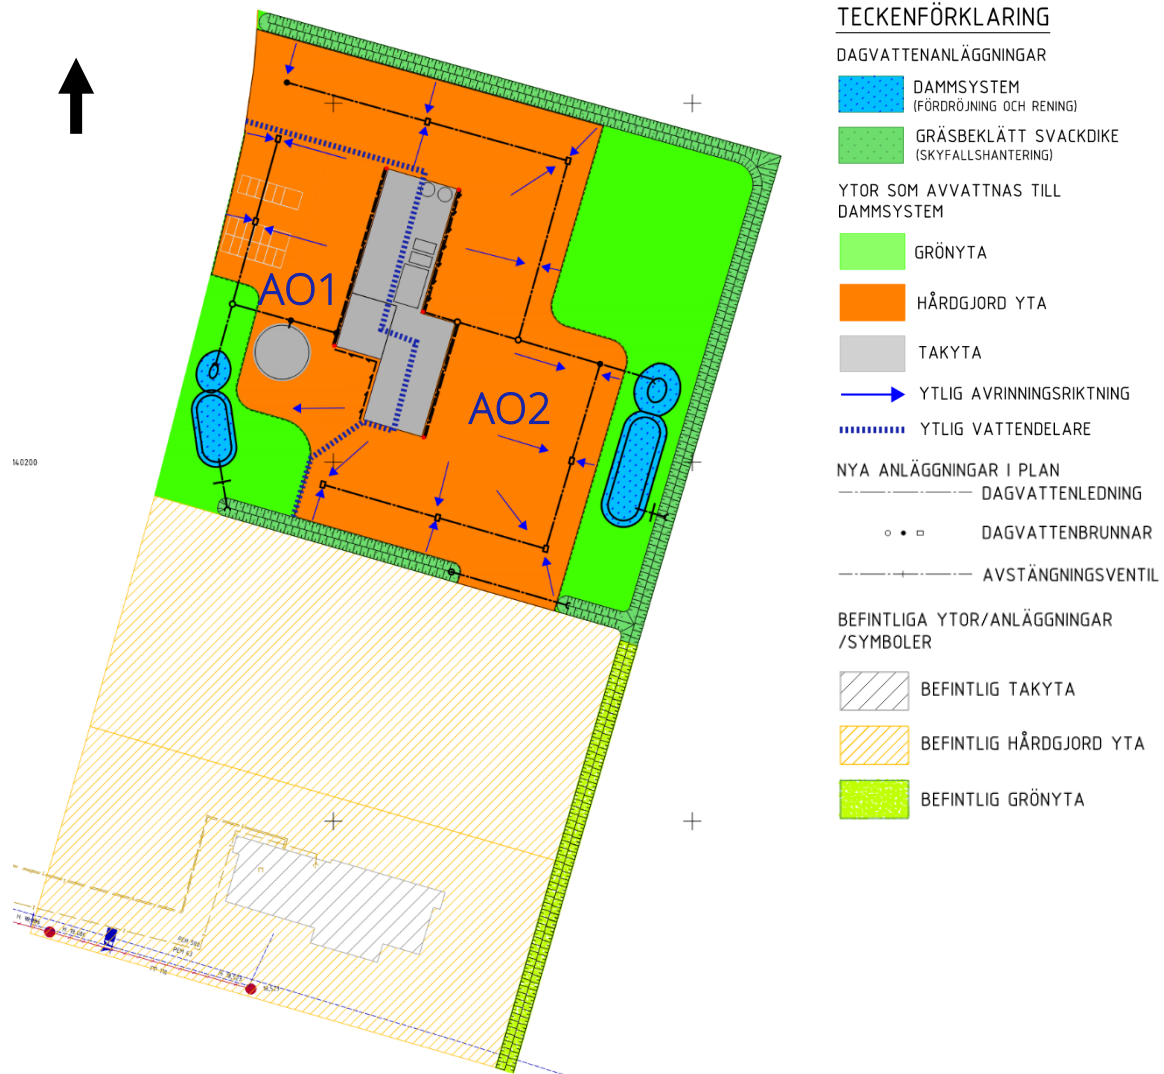 TECKENFÖRKLARING
DAGVATTENANLÄGGNINGAR
DAMMSYSTEM
(FÖRDRÖJNING OCH RENING)
GRÄSBEKLÄTT SVACKDIKE
(SKYFALLSHANTERING)
YTOR SOM AVVATTNAS TILL
DAMMSYSTEM
GRÖNYTA
HÅRDGJORD YTA
TAKYTA
YTLIG AVRINNINGSRIKTNING
YTLIG VATTENDELARE
NYA ANLÄGGNINGAR I PLAN
DAGVATTENLEDNING
DAGVATTENBRUNNAR
AVSTÄNGNINGSVENTIL
BEFINTLIGA YTOR/ANLÄGGNINGAR
/SYMBOLER
BEFINTLIG TAKYTA
BEFINTLIG HÅRDGJORD YTA
BEFINTLIG GRÖNYTA
AO1
AO2
140200
PEM 63